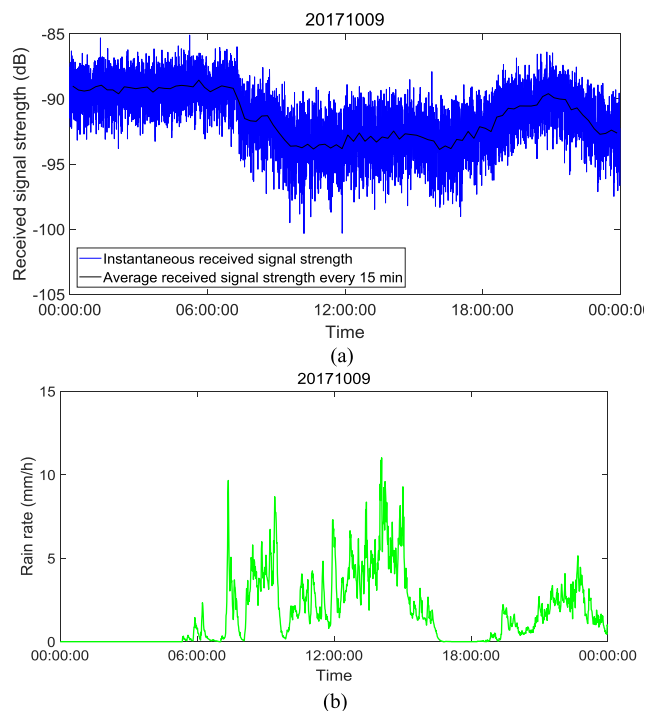 20171009
-85
-90
-95
-100
-105
Received signal strength (dB)
Instantaneous received signal strength
Average received signal strength every 15 min
00:00:00 06:00:00 12:00:00 18:00:00 00:00:00
Time
(a)
20171009
15
10
5
0
Rain rate (mm/h)
00:00:00 06:00:00 12:00:00 18:00:00 00:00:00
Time
(b)